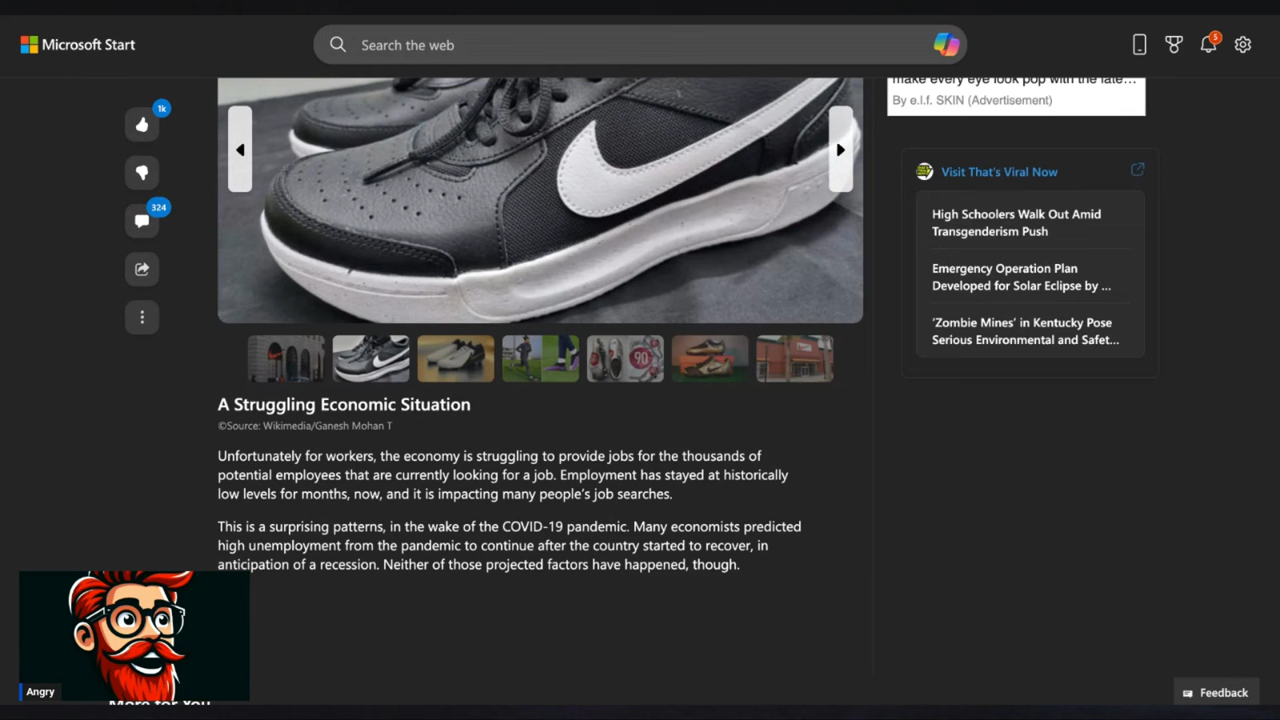 Microsoft Start
Search the web
5
make every eye look pop with the late...
By e.l.f. SKIN (Advertisement)
1k
324
Visit That's Viral Now
High Schoolers Walk Out Amid
Transgenderism Push
Emergency Operation Plan
Developed for Solar Eclipse by ...
'Zombie Mines' in Kentucky Pose
Serious Environmental and Safet...
90
A Struggling Economic Situation
©Source: Wikimedia/Ganesh Mohan T
Unfortunately for workers, the economy is struggling to provide jobs for the thousands of
potential employees that are currently looking for a job. Employment has stayed at historically
low levels for months, now, and it is impacting many people's job searches.
This is a surprising patterns, in the wake of the COVID-19 pandemic. Many economists predicted
high unemployment from the pandemic to continue after the country started to recover, in
anticipation of a recession. Neither of those projected factors have happened, though.
Angry
More for You
Feedback